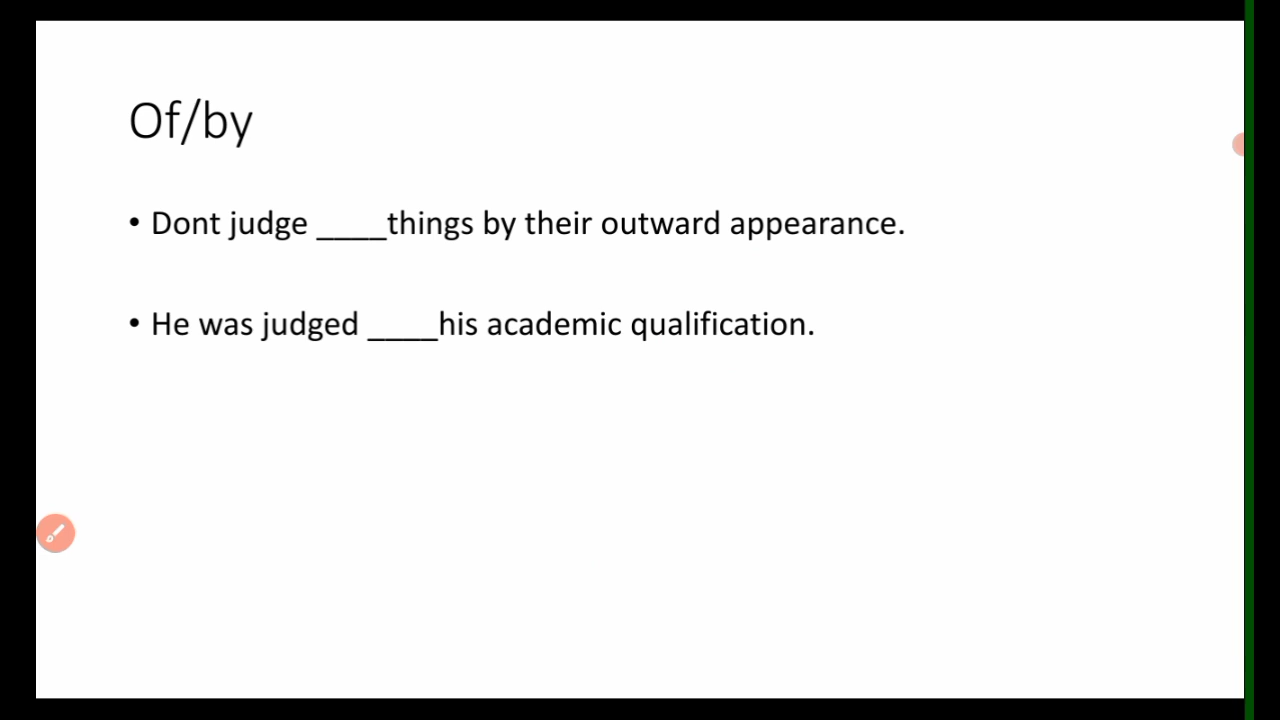 Of/by
• Dont judge ____things by their outward appearance.
• He was judged ____his academic qualification.